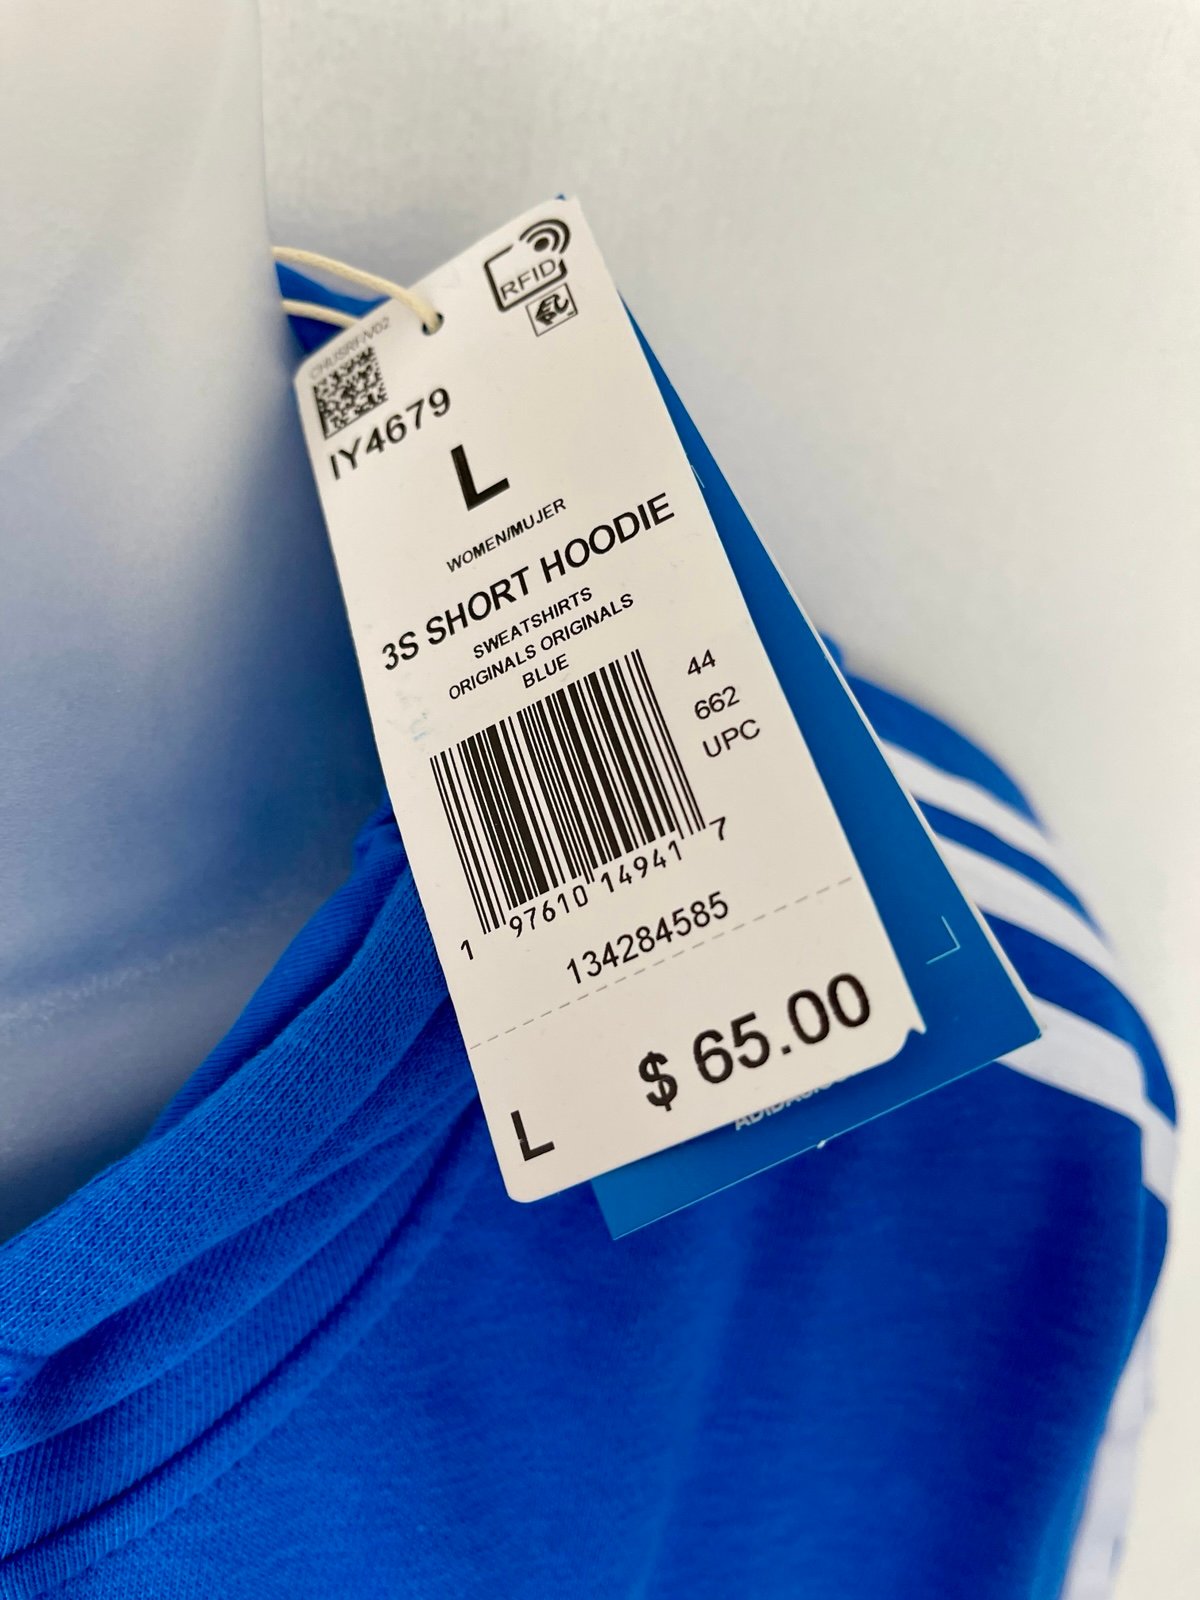 RFID
CHUSRFIV02
IY4679
L
WOMEN/MUJER
3S SHORT HOODIE
SWEATSHIRTS
ORIGINALS ORIGINALS
BLUE
44
662
UPC
1 97610 14941 7
134284585
$ 65.00
L